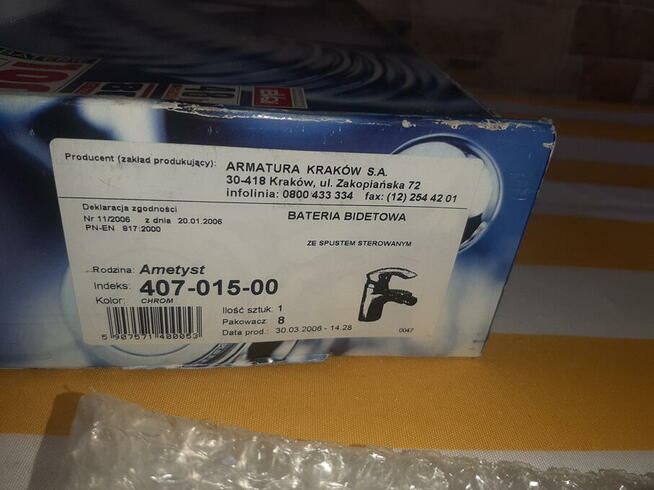 Producent (zakład produkujący):
ARMATURA KRAKÓW S.A.
30-418 Kraków, ul. Zakopiańska 72
infolinia: 0800 433 334 fax: (12) 254 42 01
Deklaracja zgodności
Nr 11/2006 z dnia 20.01.2006
PN-EN 817:2000
BATERIA BIDETOWA
ZE SPUSTEM STEROWANYM
Rodzina: Ametyst
Indeks: 407-015-00
Kolor: CHROM
Ilość sztuk: 1
Pakowacz: 8
Data prod.: 30.03.2006 - 14.28
0047
5 907571 400053